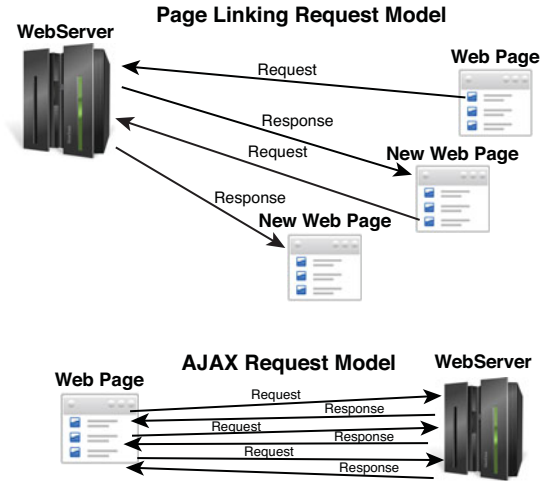 Page Linking Request Model
WebServer
Web Page
Request
Response
New Web Page
Request
Response
New Web Page
AJAX Request Model
WebServer
Web Page
Request
Response
Request
Response
Request
Response